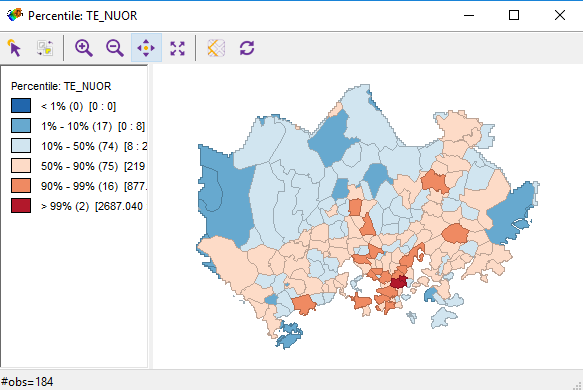 Percentile: TE_NUOR
Percentile: TE_NUOR
< 1% (0) [0 : 0]
1% - 10% (17) [0 : 8]
10% - 50% (74) [8 : 2
50% - 90% (75) [219
90% - 99% (16) [877.
> 99% (2) [2687.040
#obs=184